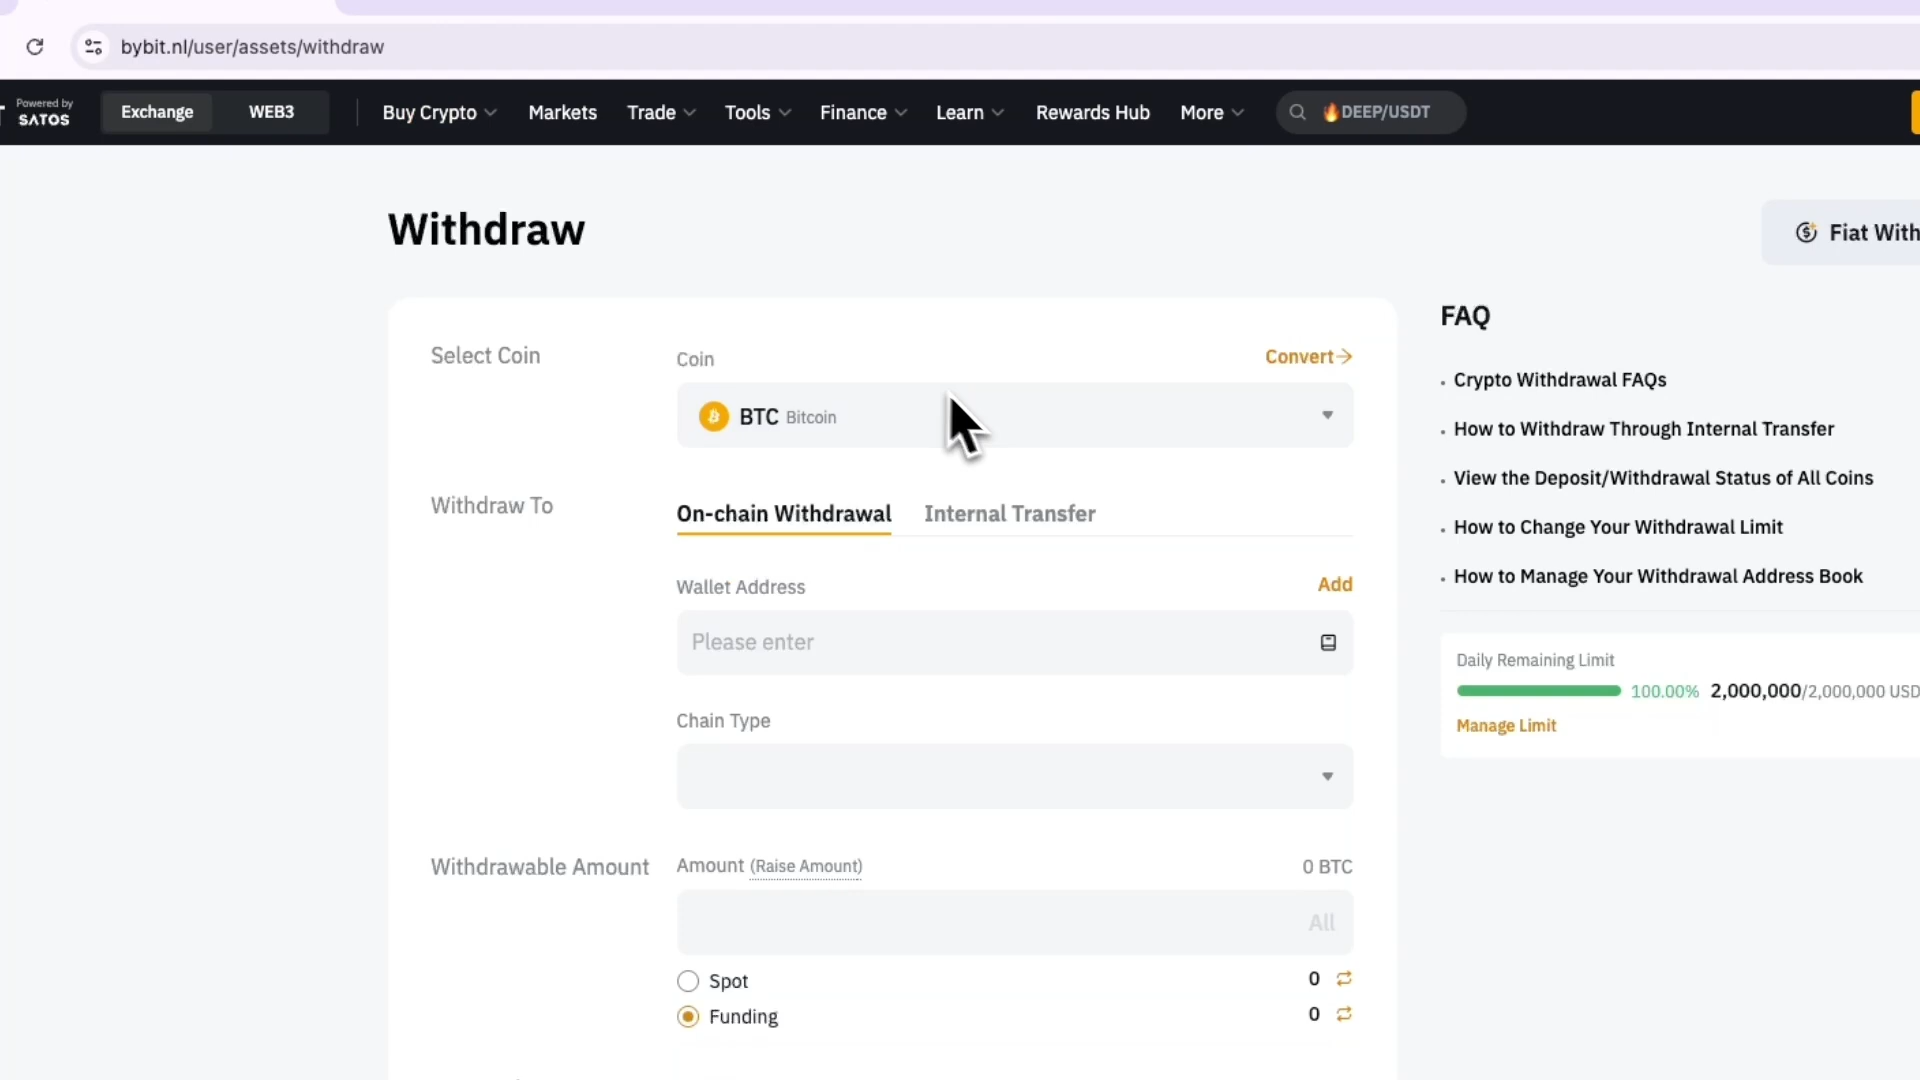 bybit.nl/user/assets/withdraw
Powered by
SATOS
Exchange
WEB3
Buy Crypto
Markets
Trade
Tools
Finance
Learn
Rewards Hub
More
DEEP/USDT
Withdraw
Fiat With
Select Coin
Coin
Convert
BTC Bitcoin
Withdraw To
On-chain Withdrawal
Internal Transfer
Wallet Address
Add
Please enter
Chain Type
Withdrawable Amount
Amount (Raise Amount)
0 BTC
All
Spot
0
Funding
0
FAQ
Crypto Withdrawal FAQs
How to Withdraw Through Internal Transfer
View the Deposit/Withdrawal Status of All Coins
How to Change Your Withdrawal Limit
How to Manage Your Withdrawal Address Book
Daily Remaining Limit
100.00% 2,000,000/2,000,000 USD
Manage Limit